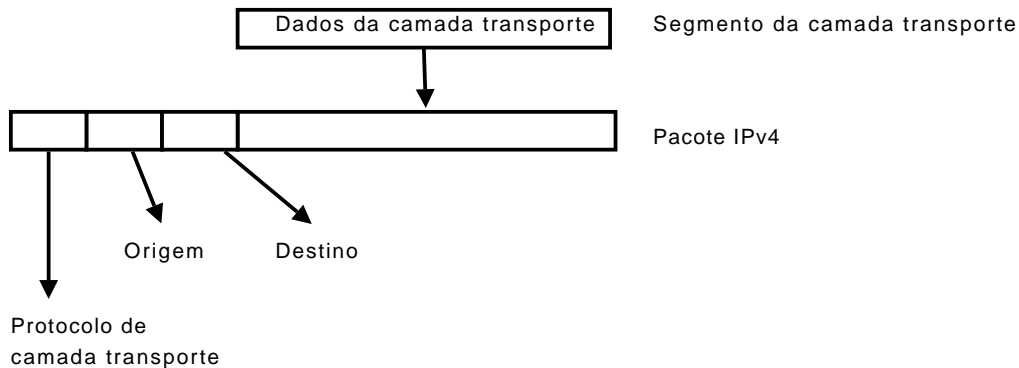 Dados da camada transporte
Segmento da camada transporte
Pacote IPv4
Origem
Destino
Protocolo de
camada transporte